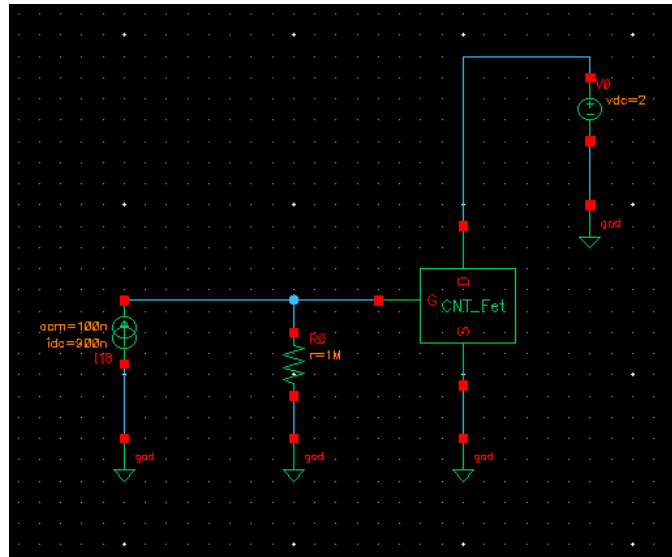 V0
vdc=2
gnd
D
G
CNT_Fet
S
acm=100n
idc=900n
I18
R0
r=1M
gnd
gnd
gnd